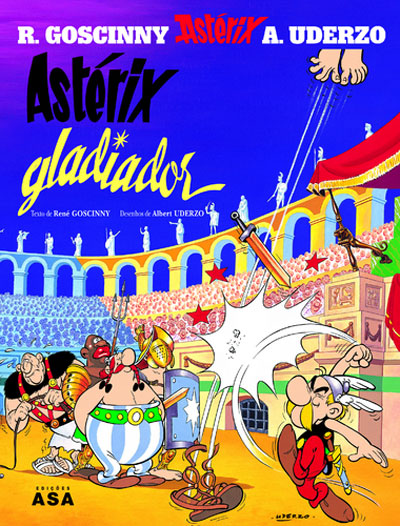 R. GOSCINNY Astérix A. UDERZO
Astérix
gladiador
Texto de René GOSCINNY Desenhos de Albert UDERZO
EDIÇÕES
ASA
UDERZO